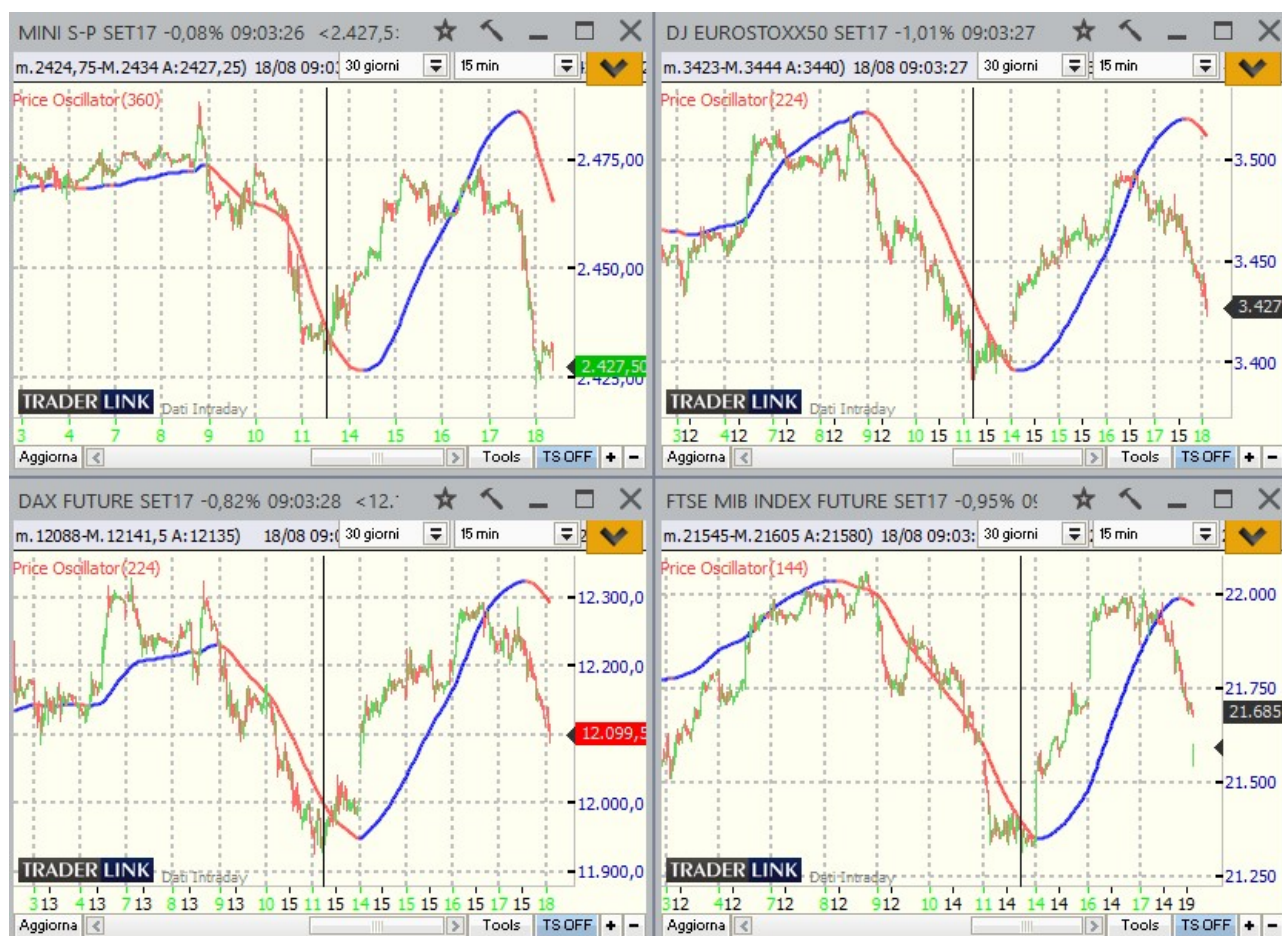 MINI S-P SET17 -0,08% 09:03:26 <2.427,5
m.2424,75-M.2434 A:2427,25) 18/08 09:0 30 giorni 15 min
Price Oscillator(360)
2.475,00
2.450,00
2.427,50
2.425,00
TRADER LINK Dati Intraday
3 4 7 8 9 10 11 14 15 16 17 18
Aggiorna Tools TS OFF + -
DJ EUROSTOXX50 SET17 -1,01% 09:03:27
m.3423-M.3444 A:3440) 18/08 09:03:27 30 giorni 15 min
Price Oscillator(224)
3.500
3.450
3.427
3.400
TRADER LINK Dati Intraday
3 12 4 12 7 12 8 12 9 12 10 15 11 15 14 15 15 15 16 15 17 15 18
Aggiorna Tools TS OFF + -
DAX FUTURE SET17 -0,82% 09:03:28 <12.
m.12088-M.12141,5 A:12135) 18/08 09:0 30 giorni 15 min
Price Oscillator(224)
12.300,0
12.200,0
12.099,5
12.000,0
11.900,0
TRADER LINK Dati Intraday
3 13 4 13 7 13 8 13 9 13 10 15 11 15 14 15 15 15 16 15 17 15 18
Aggiorna Tools TS OFF + -
FTSE MIB INDEX FUTURE SET17 -0,95% 09
m.21545-M.21605 A:21580) 18/08 09:03: 30 giorni 15 min
Price Oscillator(144)
22.000
21.750
21.685
21.500
21.250
TRADER LINK Dati Intraday
3 12 4 12 7 12 8 12 9 12 10 14 11 14 14 14 15 14 16 14 17 14 19
Aggiorna Tools TS OFF + -